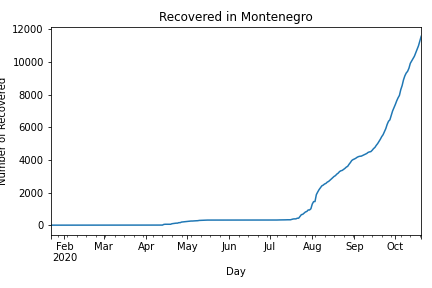 Recovered in Montenegro
12000
10000
8000
6000
4000
2000
0
Number of Recovered
Feb Mar Apr May Jun Jul Aug Sep Oct
2020
Day